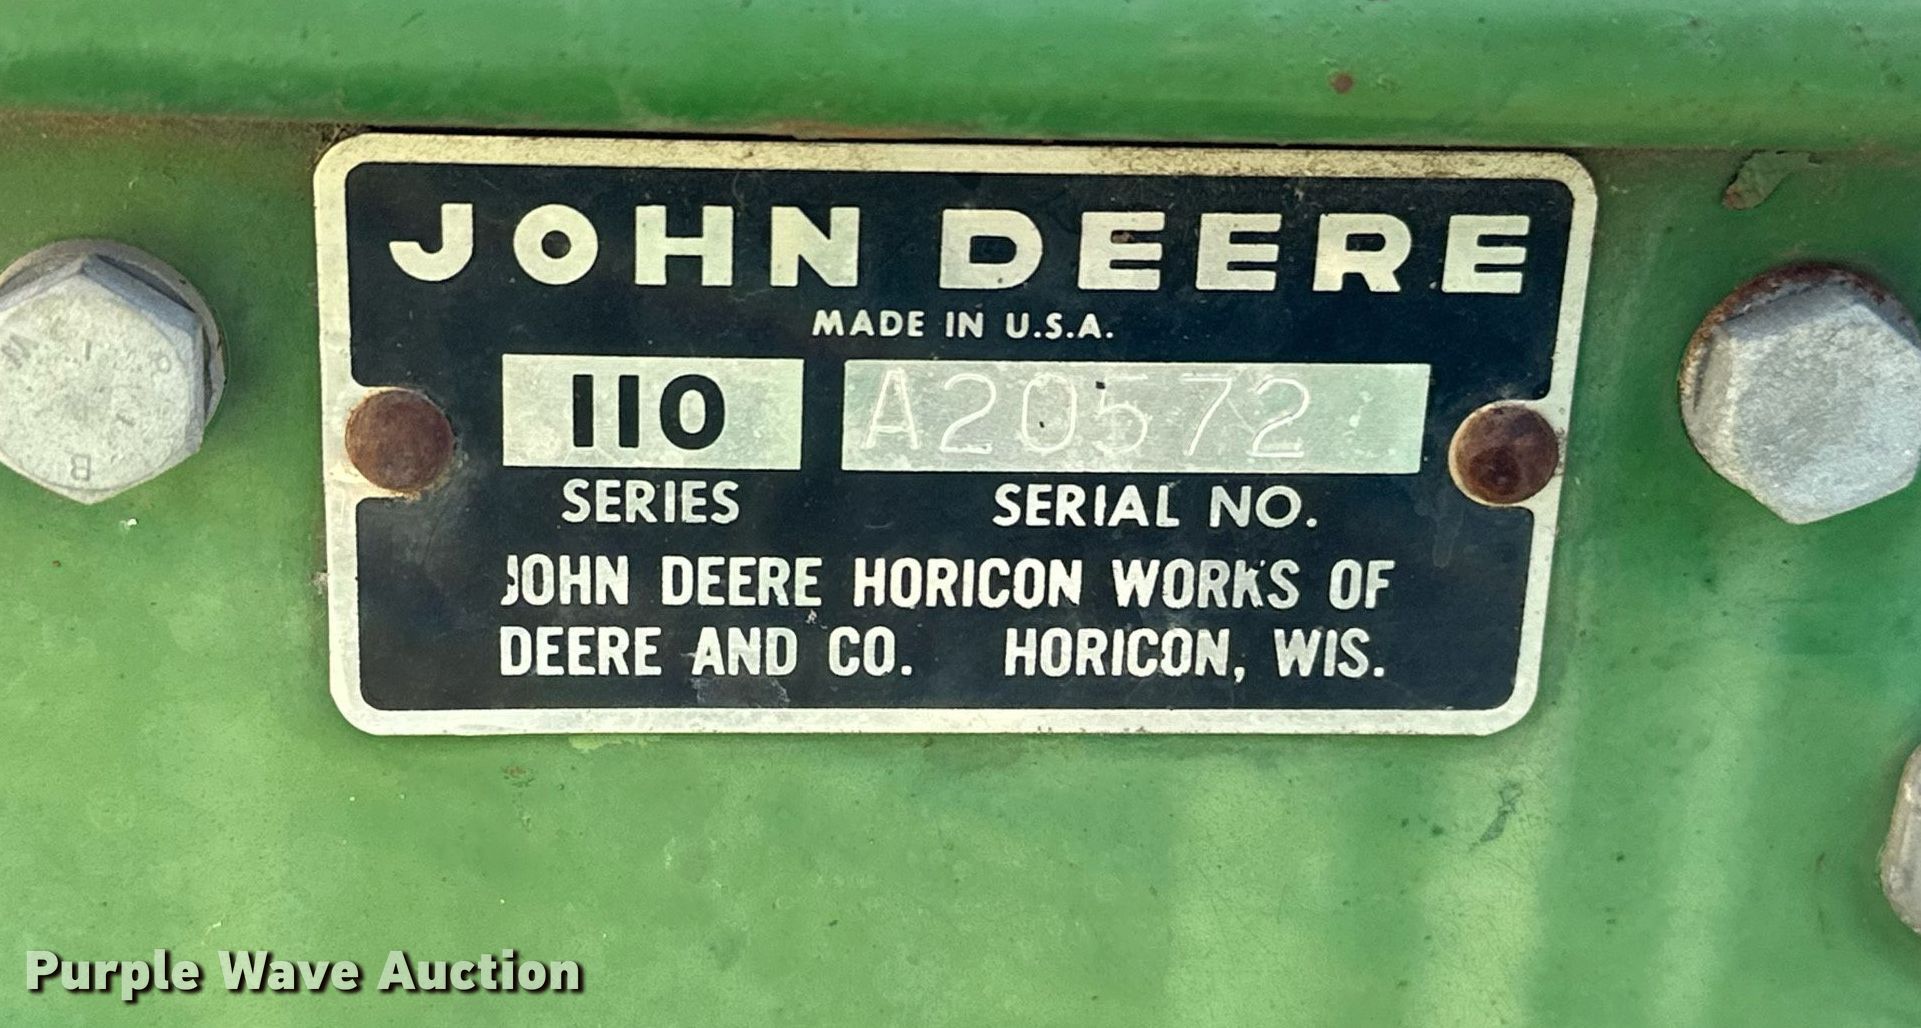 JOHN DEERE
MADE IN U.S.A.
110 A20572
SERIES SERIAL NO.
JOHN DEERE HORICON WORKS OF
DEERE AND CO. HORICON, WIS.
B
Purple Wave Auction